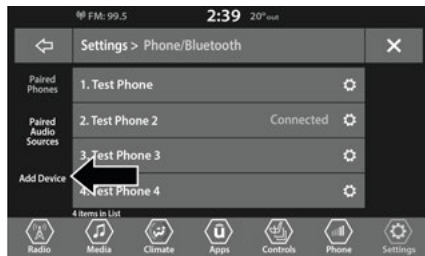 FM: 99.5 2:39 20° out
Settings > Phone/Bluetooth X
Paired
Phones
1. Test Phone
Paired
Audio
Sources
2. Test Phone 2 Connected
3. Test Phone 3
Add Device
4. Test Phone 4
4 items in List
Radio Media Climate Apps Controls Phone Settings